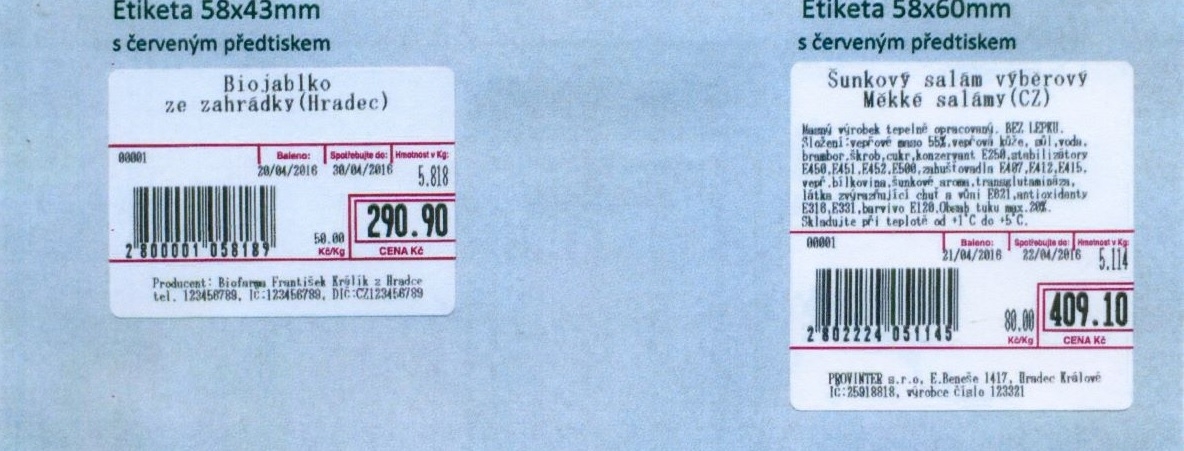 Etiketa 58x43mm
s červeným předtiskem
Biojablko
ze zahrádky(Hradec)
00001
Baleno: Spotřebujte do: Hmotnost v Kg:
20/04/2016 30/04/2016 5.818
290.90
50.00
Kč/Kg CENA Kč
2 800001 058189
Producent: Biofarma František Králík z Hradce
tel. 123456789, IČ:123456789, DIČ:CZ123456789
Etiketa 58x60mm
s červeným předtiskem
Šunkový salám výběrový
Měkké salámy(CZ)
Masný výrobek tepelně opracovaný. BEZ LEPKU.
Složení:vepřové maso 55%,vepřová kůže, sůl,voda,
brambor.škrob,cukr,konzervant E250,stabilizátory
E450,E451,E452,E500,zahušťovadla E407,E412,E415,
vepř.bílkovina,šunkové aroma,transglutamináza,
látka zvýrazňující chuť a vůni E621,antioxidanty
E316,E331,barvivo E120.Obsah tuku max.20%.
Skladujte při teplotě od +1°C do +5°C.
00001
Baleno: Spotřebujte do: Hmotnost v Kg:
21/04/2016 22/04/2016 5.114
409.10
80.00
Kč/Kg CENA Kč
2 802224 051145
PROVINTER s.r.o, E.Beneše 1417, Hradec Králové
IČ:25918818, výrobce číslo 123321